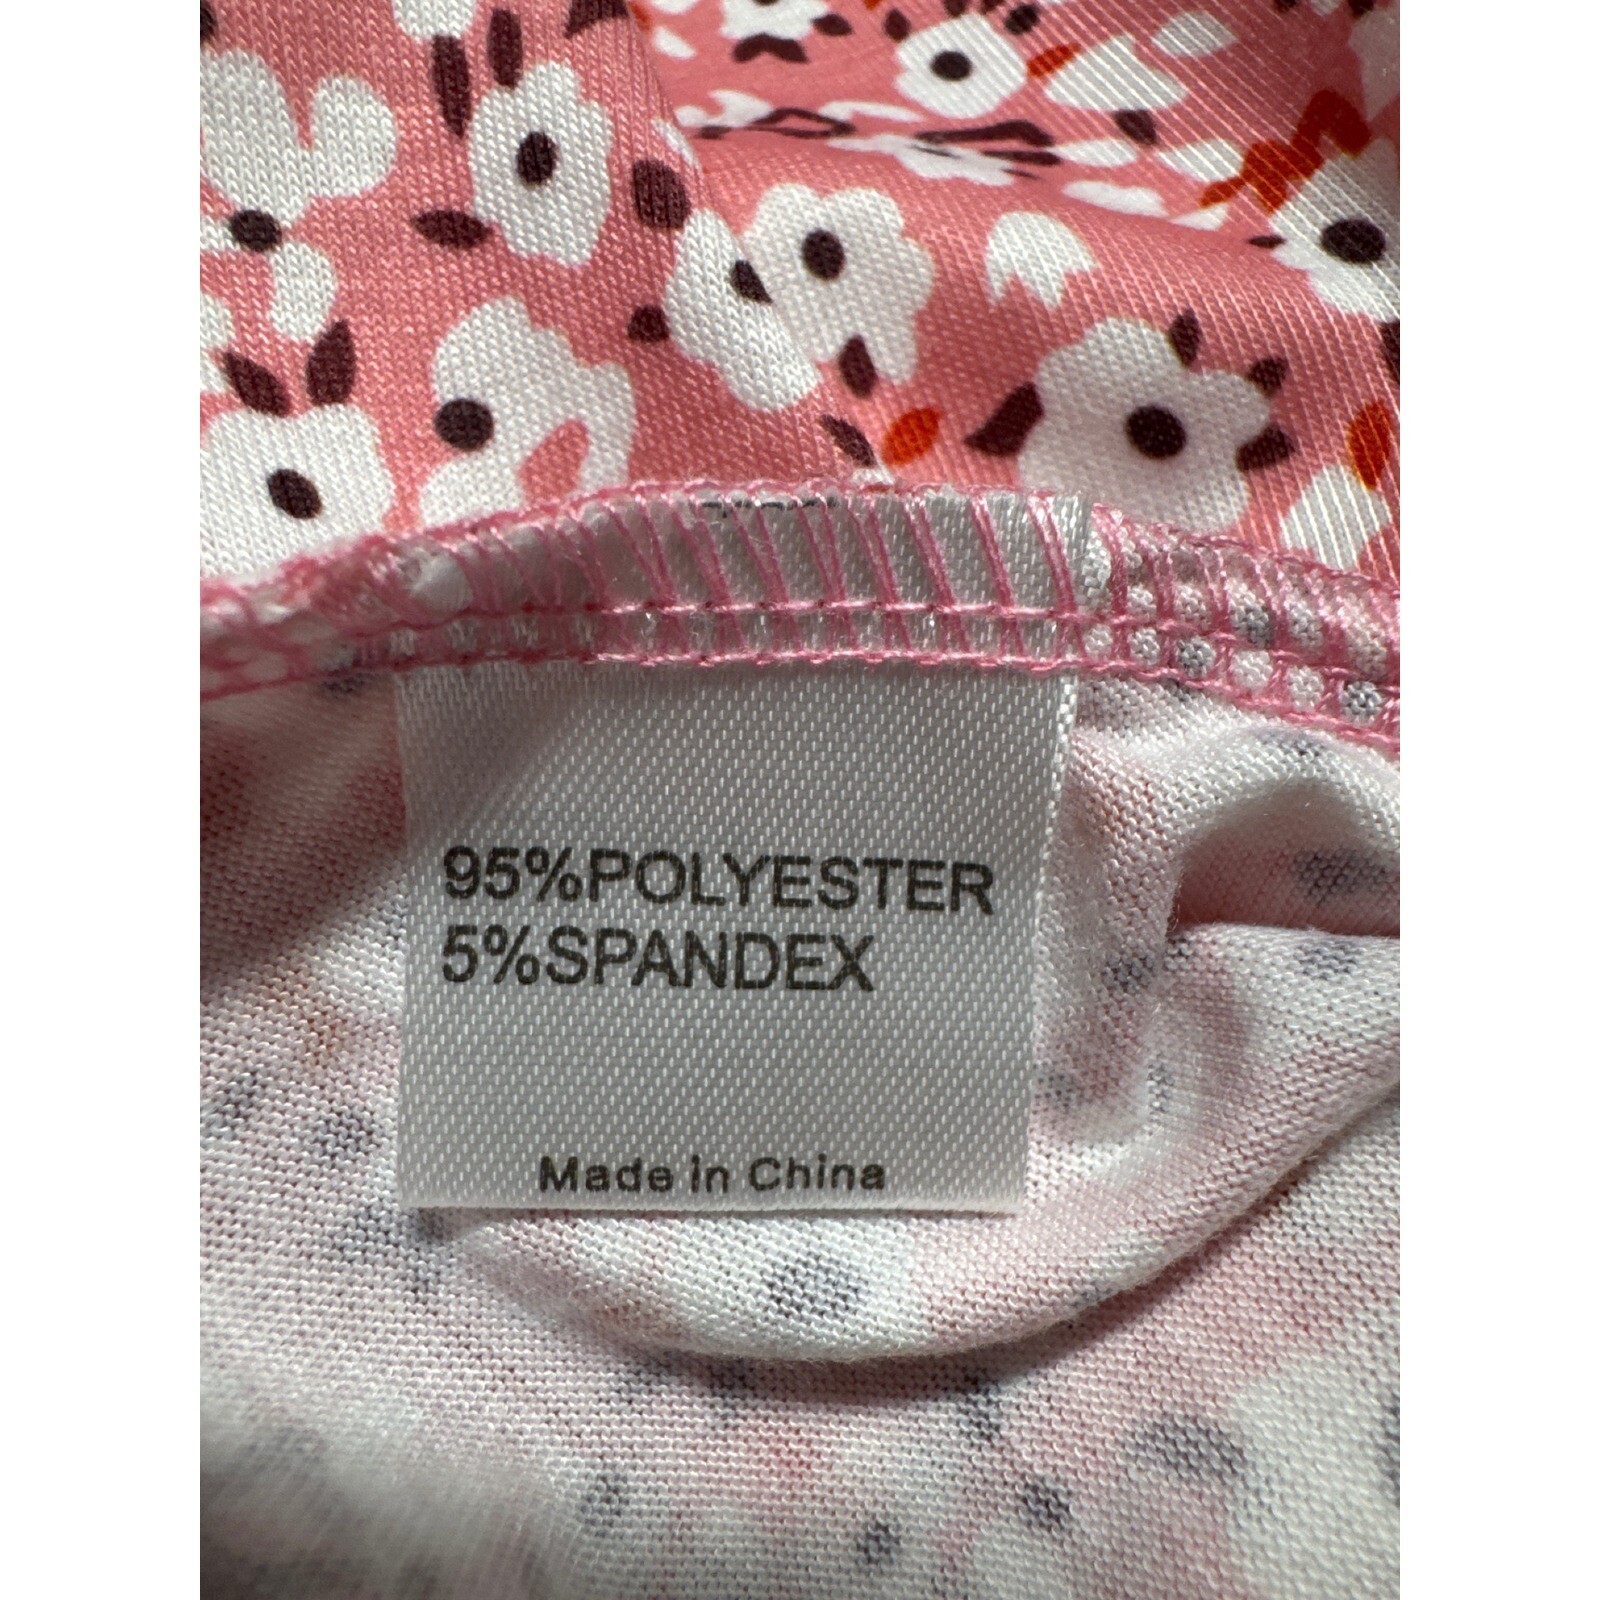 95%POLYESTER
5%SPANDEX
Made in China